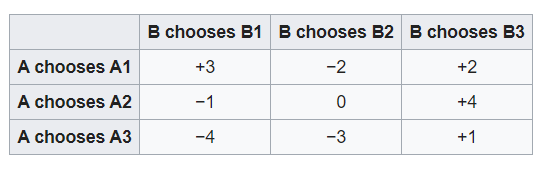 B chooses B1 B chooses B2 B chooses B3
A chooses A1 +3 −2 +2
A chooses A2 −1 0 +4
A chooses A3 −4 −3 +1